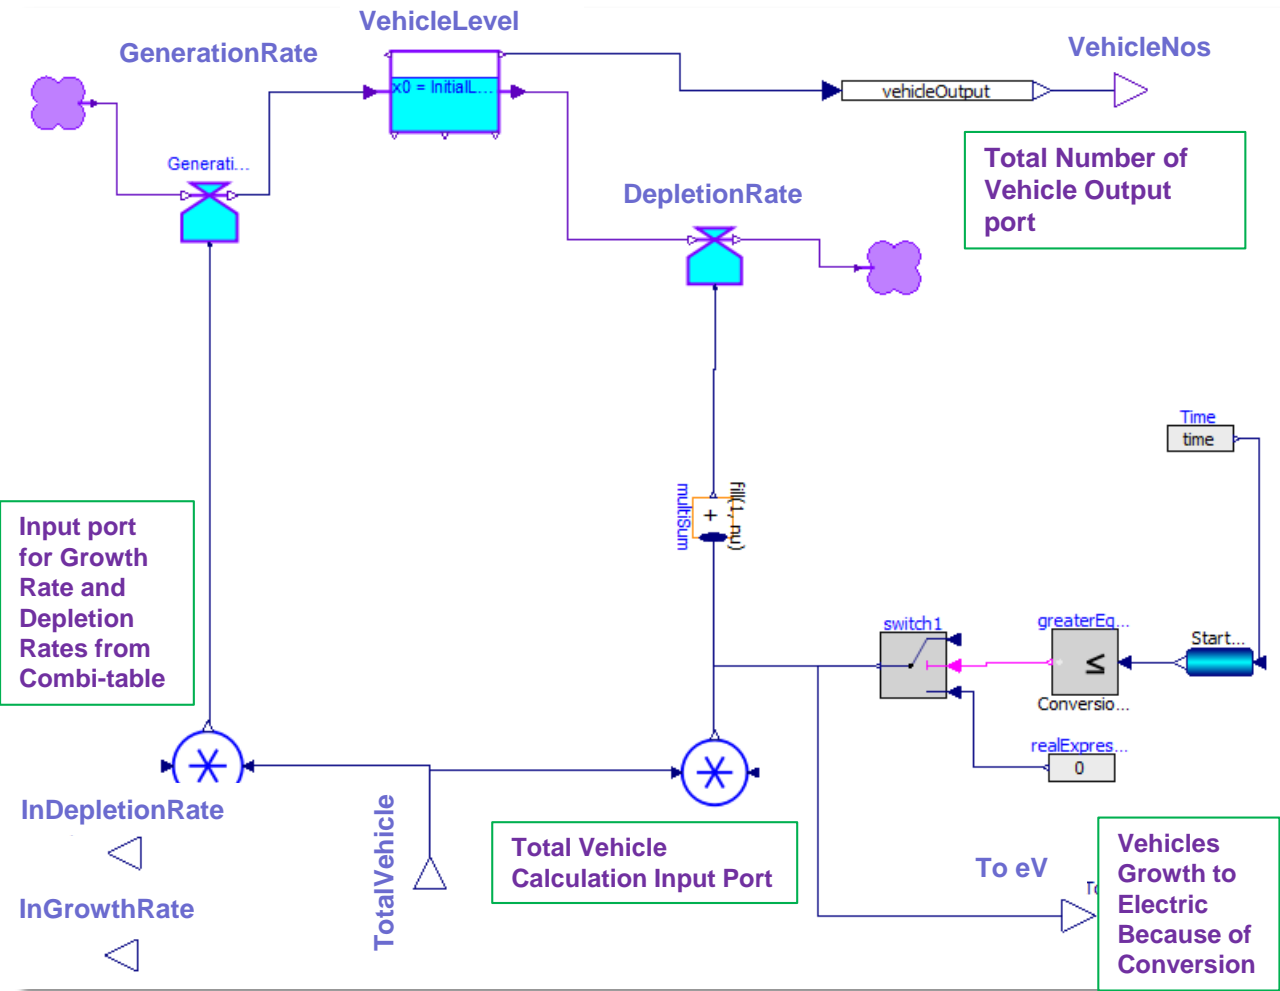 VehicleLevel
GenerationRate
VehicleNos
x0 = InitialL...
vehicleOutput
Generati...
Total Number of
Vehicle Output
port
DepletionRate
Time
time
fill(1, nu)
multiSum
+
Input port
for Growth
Rate and
Depletion
Rates from
Combi-table
switch1
greaterEq...
Start...
≤
Conversio...
realExpres...
0
InDepletionRate
TotalVehicle
Total Vehicle
Calculation Input Port
To eV
To
Vehicles
Growth to
Electric
Because of
Conversion
InGrowthRate